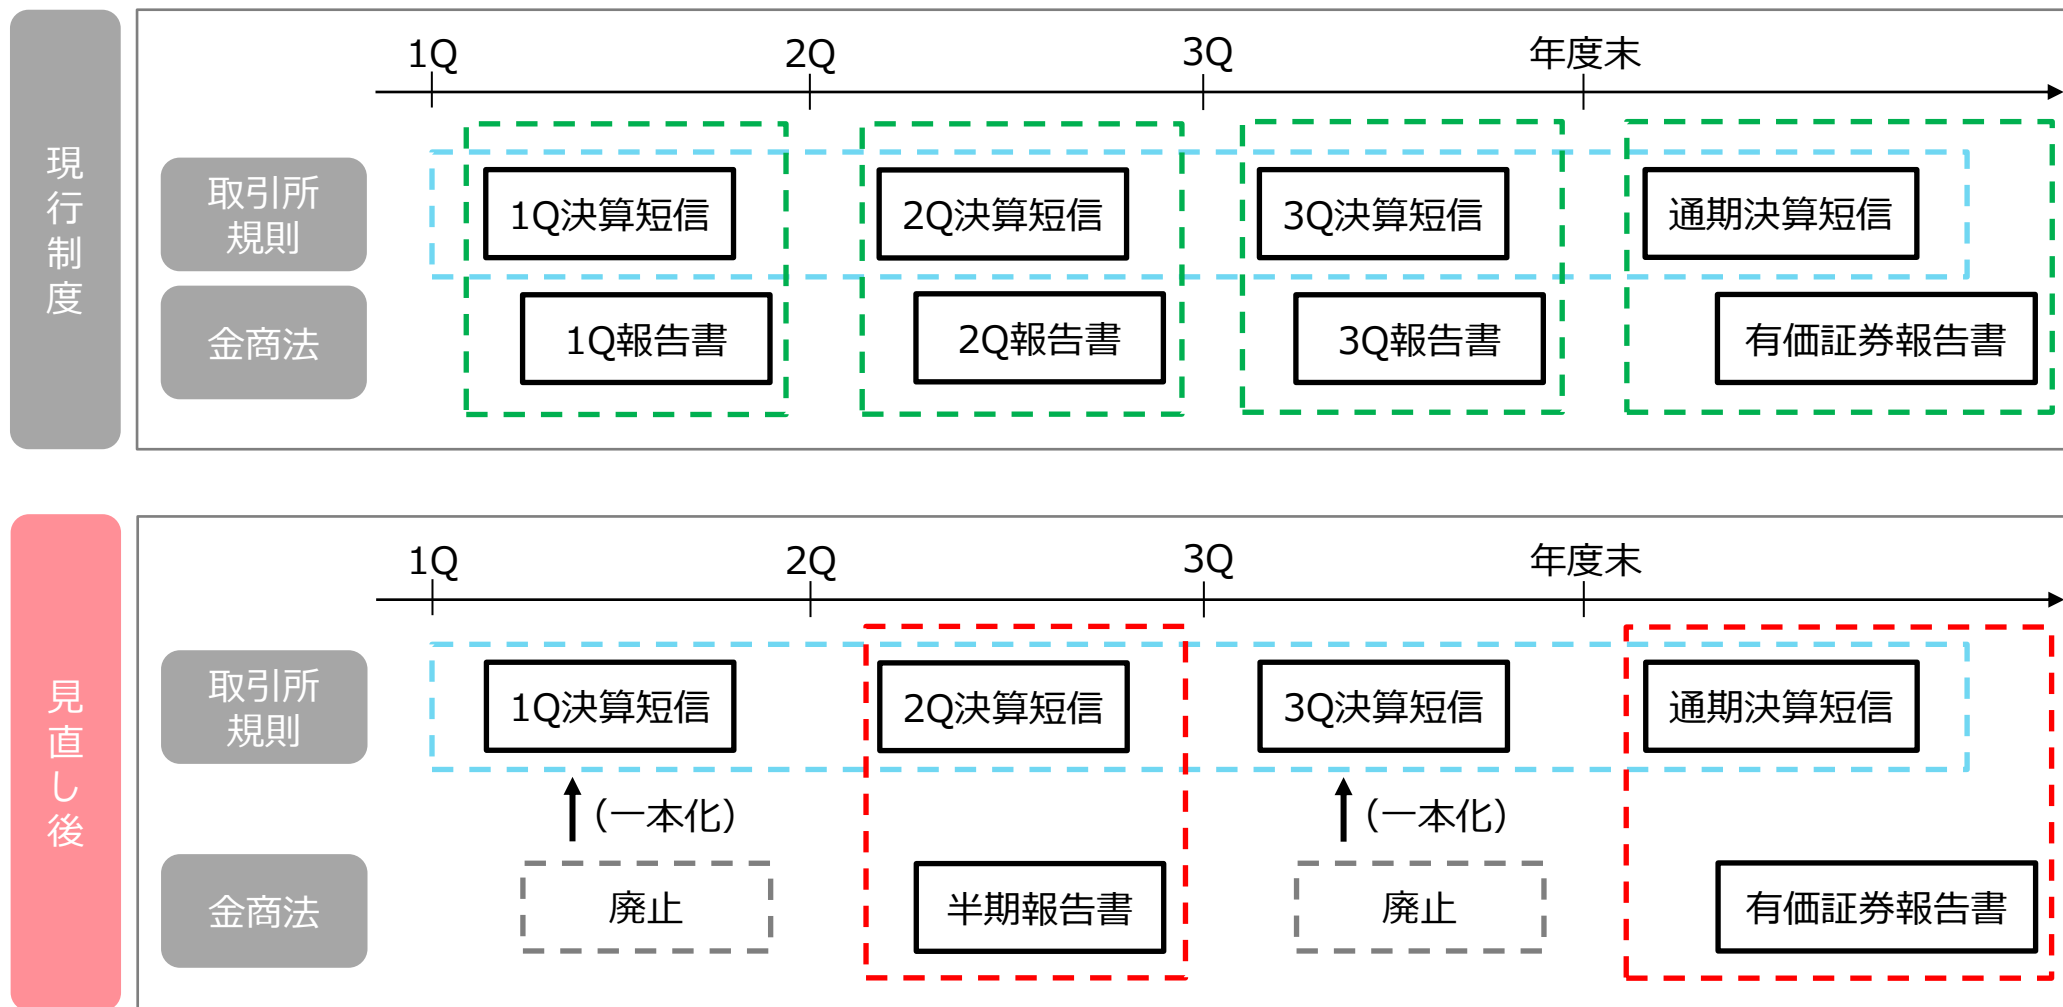 現行制度
1Q
2Q
3Q
年度末
取引所
規則
1Q決算短信
2Q決算短信
3Q決算短信
通期決算短信
金商法
1Q報告書
2Q報告書
3Q報告書
有価証券報告書
見直し後
1Q
2Q
3Q
年度末
取引所
規則
1Q決算短信
2Q決算短信
3Q決算短信
通期決算短信
(一本化)
(一本化)
金商法
廃止
半期報告書
廃止
有価証券報告書